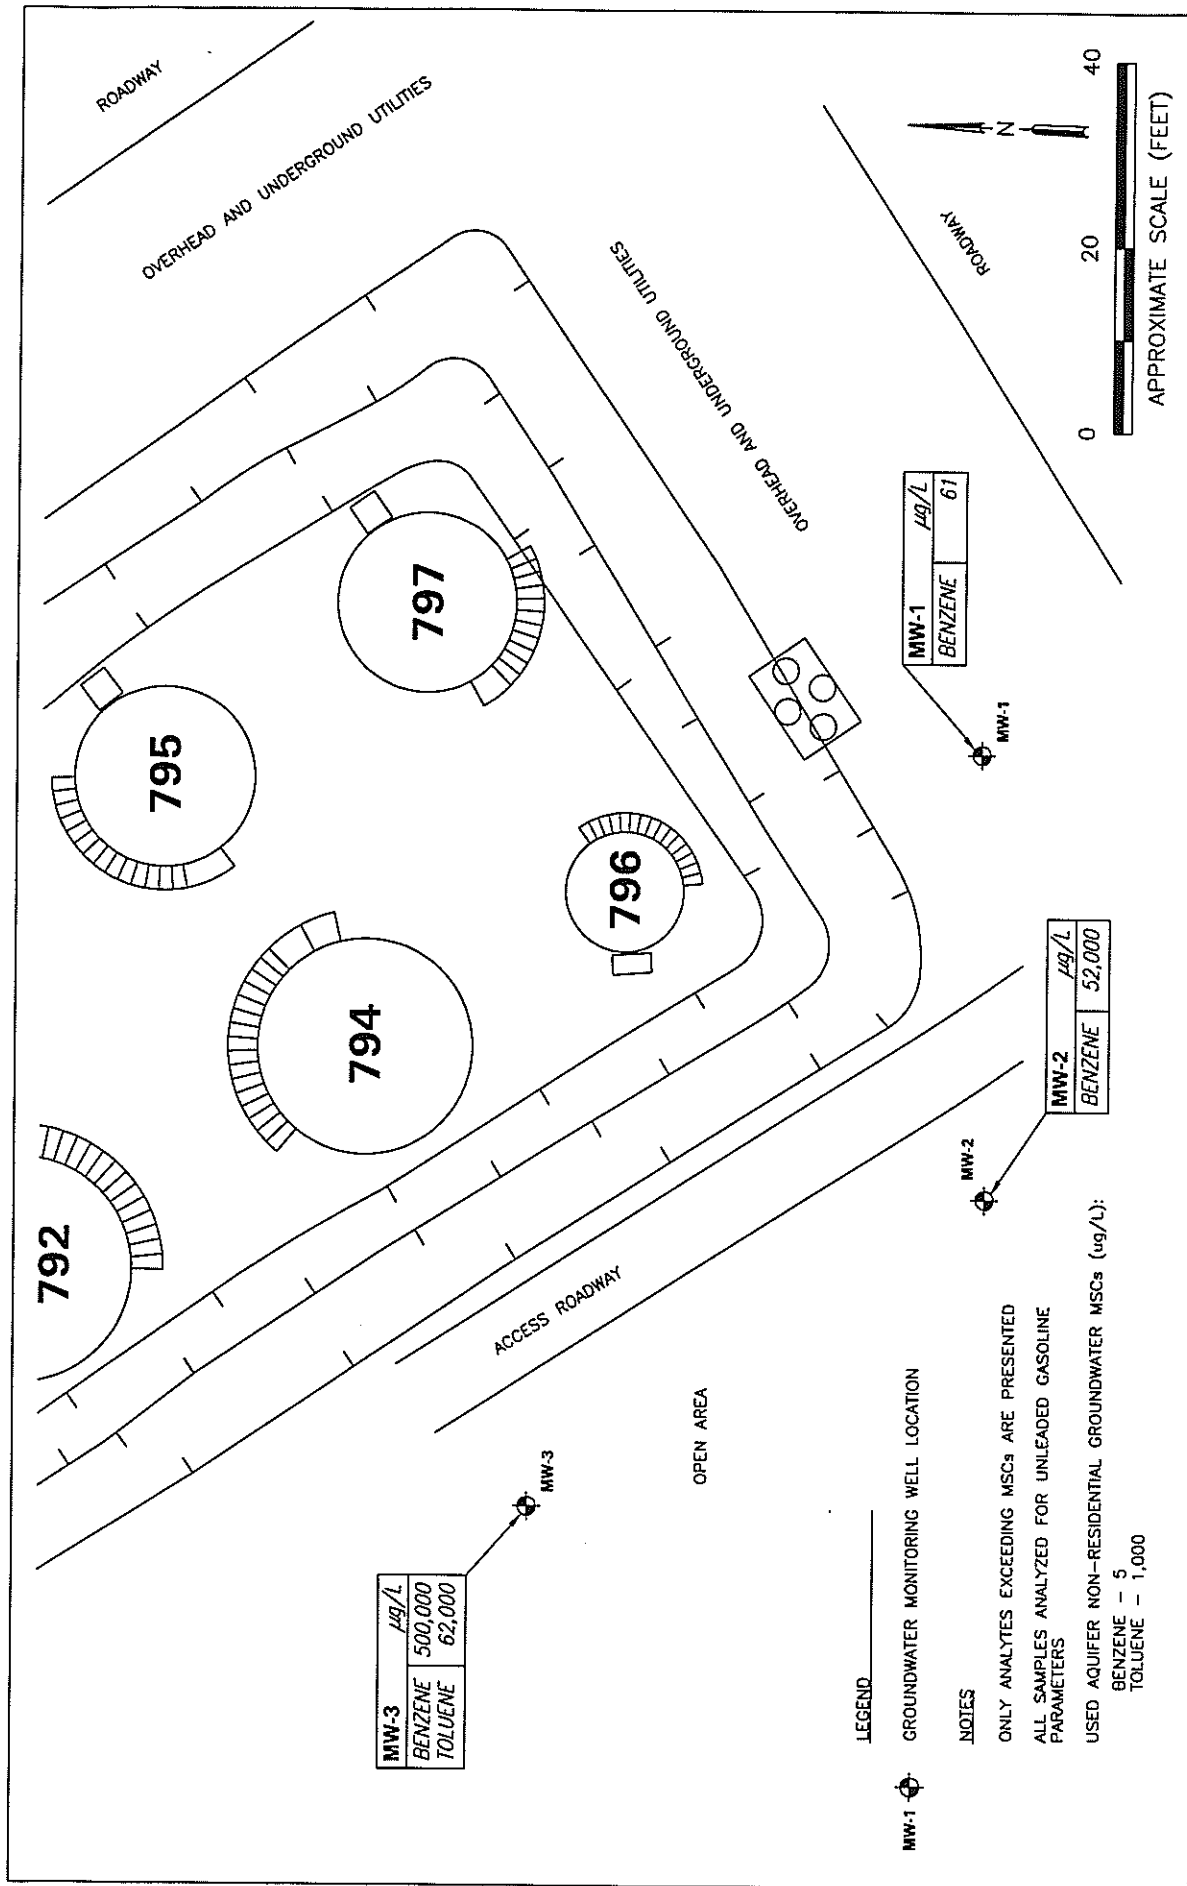 ROADWAY
OVERHEAD AND UNDERGROUND UTILITIES
792
795
794
797
796
OVERHEAD AND UNDERGROUND UTILITIES
ROADWAY
ACCESS ROADWAY
OPEN AREA
MW-3 µg/L
BENZENE 500,000
TOLUENE 62,000
MW-3
MW-2
MW-2 µg/L
BENZENE 52,000
MW-1
MW-1 µg/L
BENZENE 61
N
0 20 40
APPROXIMATE SCALE (FEET)
LEGEND
MW-1 GROUNDWATER MONITORING WELL LOCATION
NOTES
ONLY ANALYTES EXCEEDING MSCs ARE PRESENTED
ALL SAMPLES ANALYZED FOR UNLEADED GASOLINE
PARAMETERS
USED AQUIFER NON-RESIDENTIAL GROUNDWATER MSCs (ug/L):
BENZENE - 5
TOLUENE - 1,000